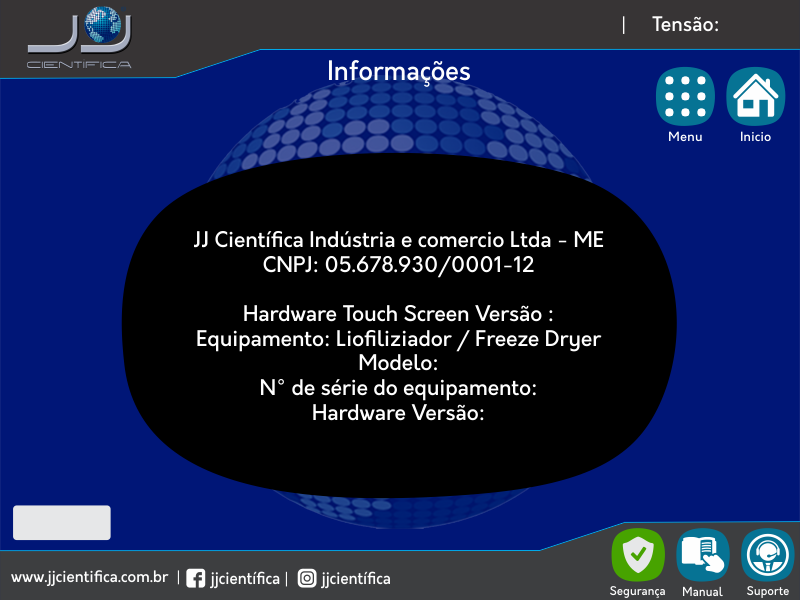 JJ
CIENTÍFICA
| Tensão:
Informações
Menu
Inicio
JJ Científica Indústria e comercio Ltda - ME
CNPJ: 05.678.930/0001-12
Hardware Touch Screen Versão :
Equipamento: Liofiliziador / Freeze Dryer
Modelo:
N° de série do equipamento:
Hardware Versão:
www.jjcientifica.com.br | jjcientífica | jjcientífica
Segurança
Manual
Suporte